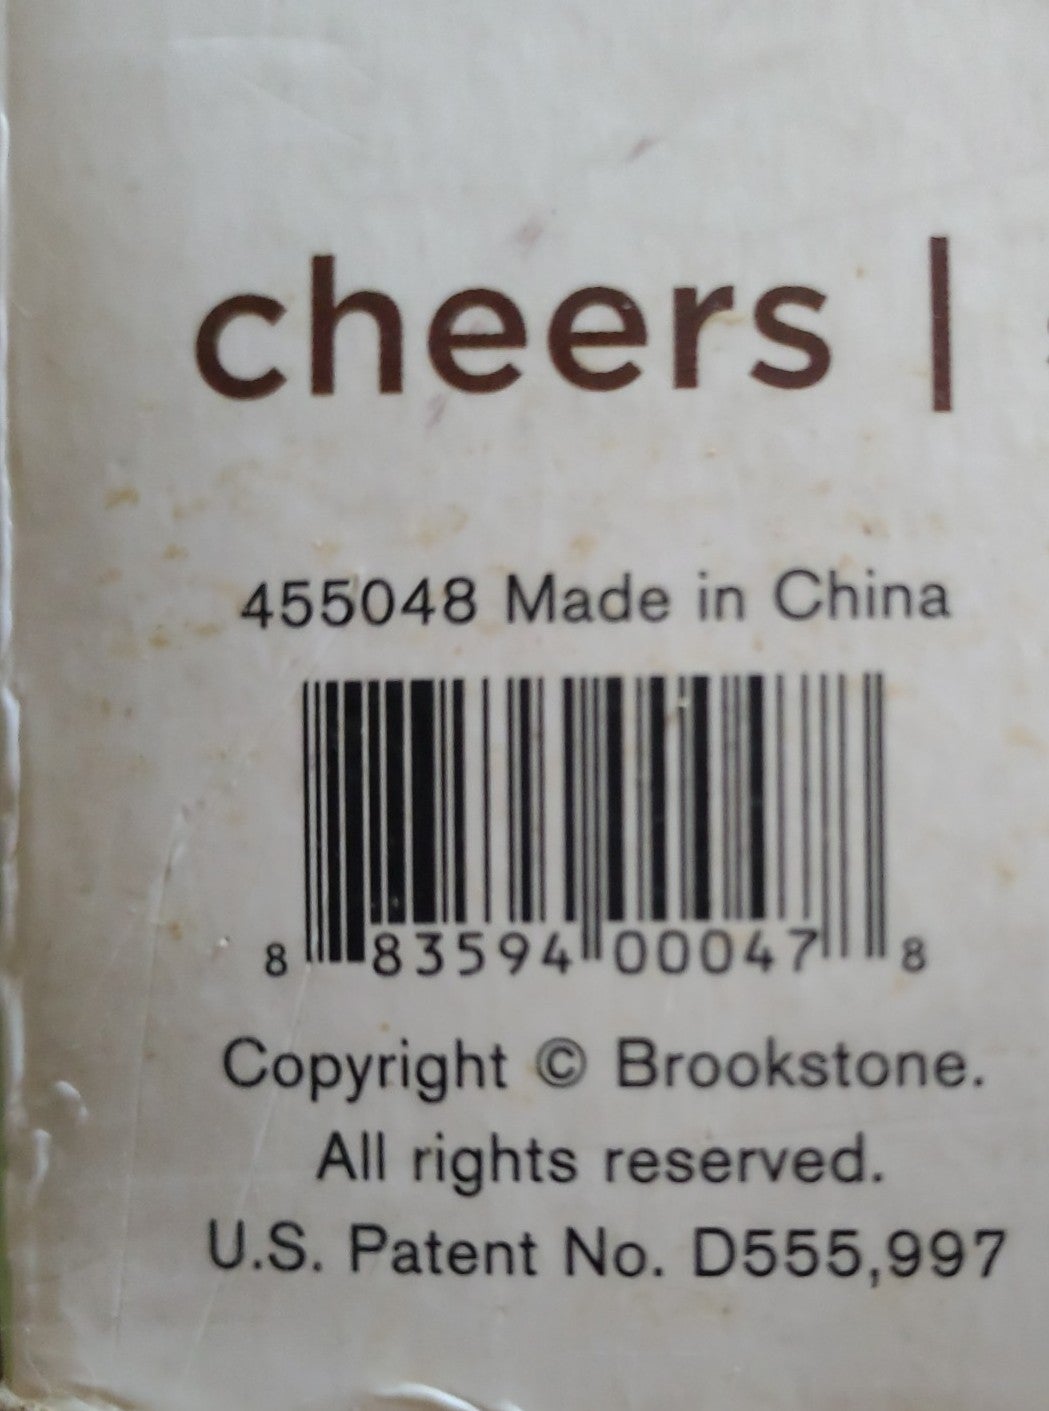 cheers |
455048 Made in China
8 83594 00047 8
Copyright © Brookstone.
All rights reserved.
U.S. Patent No. D555,997